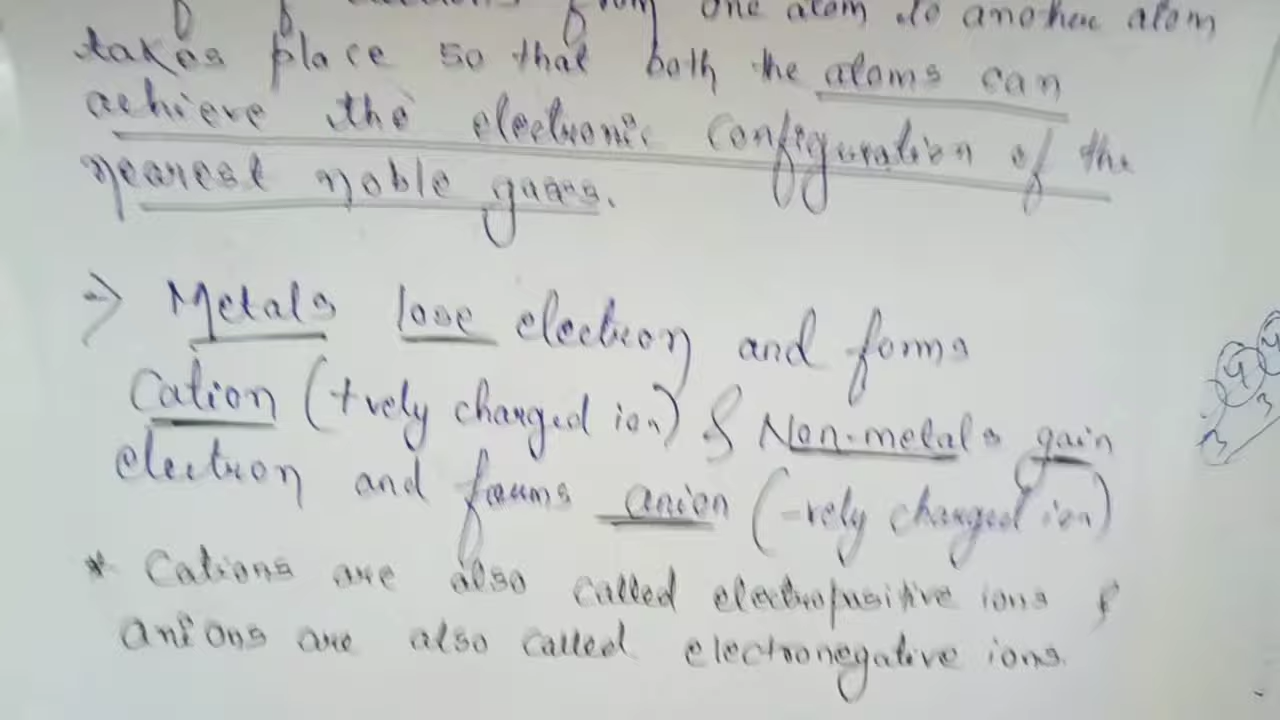 from one atom to another atom
takes place so that both the atoms can
achieve the electronic configuration of the
nearest noble gases.
→ Metals lose electron and forms
Cation (+vely charged ion) & Non-metals gain
electron and forms anion (-vely charged ion)
* Cations are also called electropositive ions &
anions are also called electronegative ions.